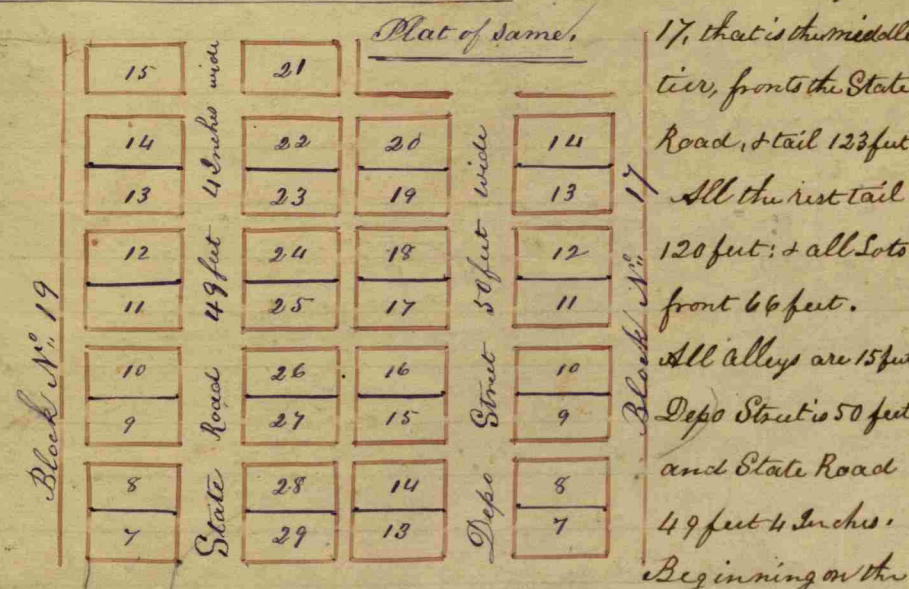 Plat of same.
Block No. 19
15
14
13
12
11
10
9
8
7
State Road 49 feet 4 Inches wide
21
22
23
24
25
26
27
28
29
20
19
18
17
16
15
14
13
Depo Street 50 feet wide
14
13
12
11
10
9
8
7
Block No. 17
17, that is the middle
tier, fronts the State
Road, & tail 123 feet
All the rest tail
120 feet: & all Lots
front 66 feet.
All alleys are 15 feet
Depo Street is 50 feet
and State Road
49 feet 4 Inches.
Beginning on the